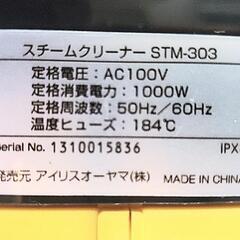 スチームクリーナー STM-303
定格電圧：AC100V
定格消費電力：1000W
定格周波数：50Hz／60Hz
温度ヒューズ：184℃
Serial No. 1310015836 IPX
発売元 アイリスオーヤマ(株) MADE IN CHINA